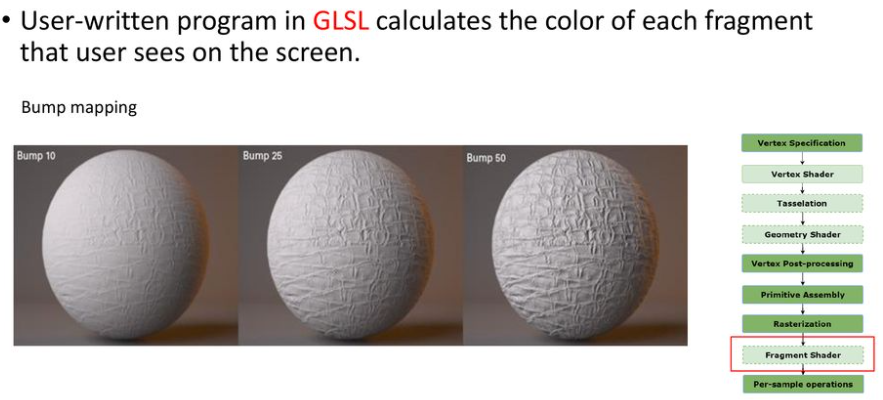 • User-written program in GLSL calculates the color of each fragment
that user sees on the screen.
Bump mapping
Bump 10
Bump 25
Bump 50
Vertex Specification
Vertex Shader
Tasselation
Geometry Shader
Vertex Post-processing
Primitive Assembly
Rasterization
Fragment Shader
Per-sample operations